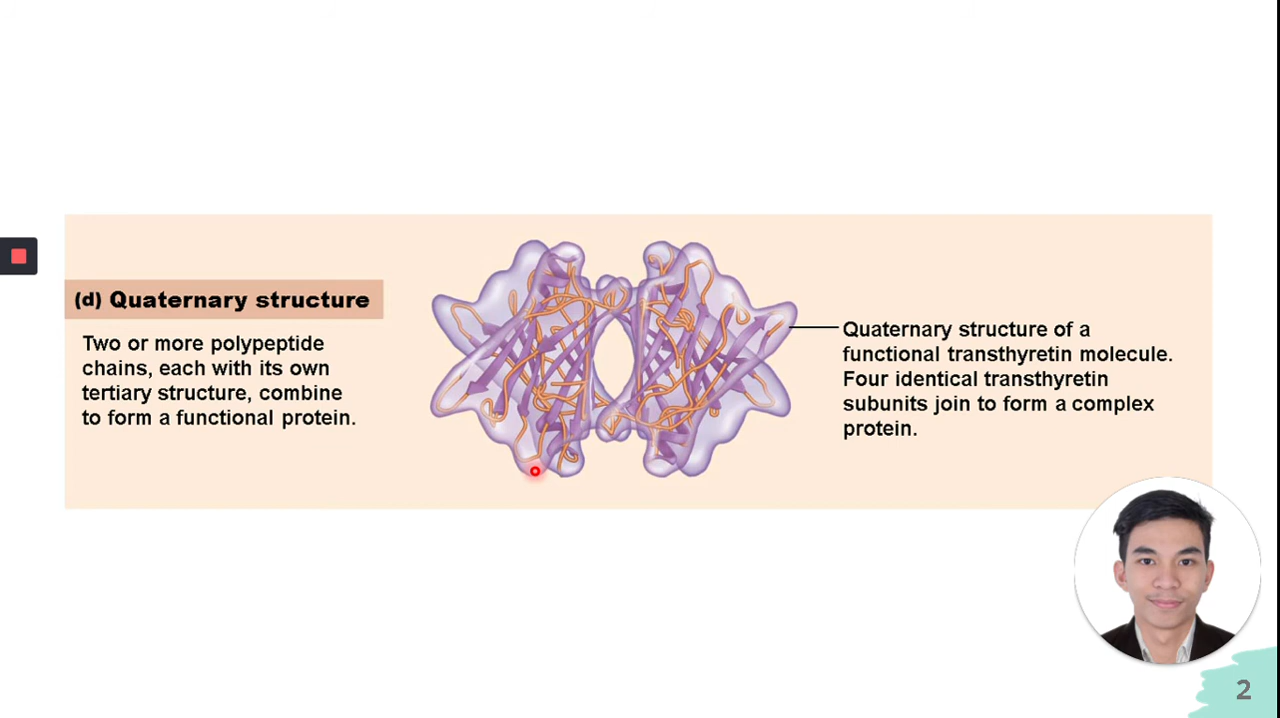 (d) Quaternary structure
Two or more polypeptide
chains, each with its own
tertiary structure, combine
to form a functional protein.
Quaternary structure of a
functional transthyretin molecule.
Four identical transthyretin
subunits join to form a complex
protein.
2